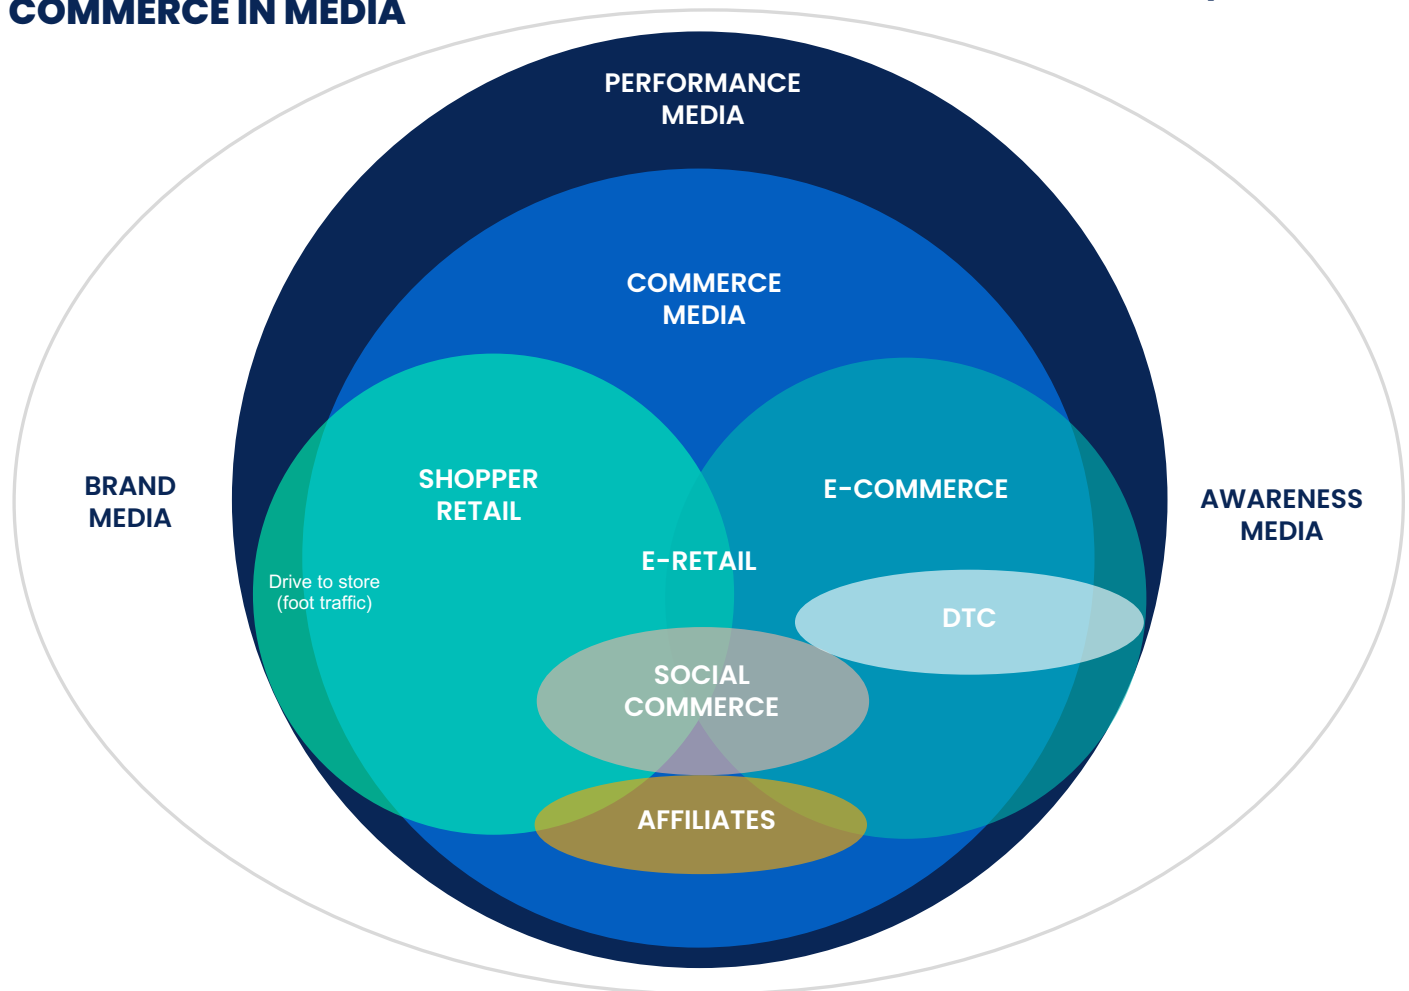 COMMERCE IN MEDIA
PERFORMANCE
MEDIA
COMMERCE
MEDIA
SHOPPER
RETAIL
E-COMMERCE
BRAND
MEDIA
AWARENESS
MEDIA
E-RETAIL
Drive to store
(foot traffic)
DTC
SOCIAL
COMMERCE
AFFILIATES